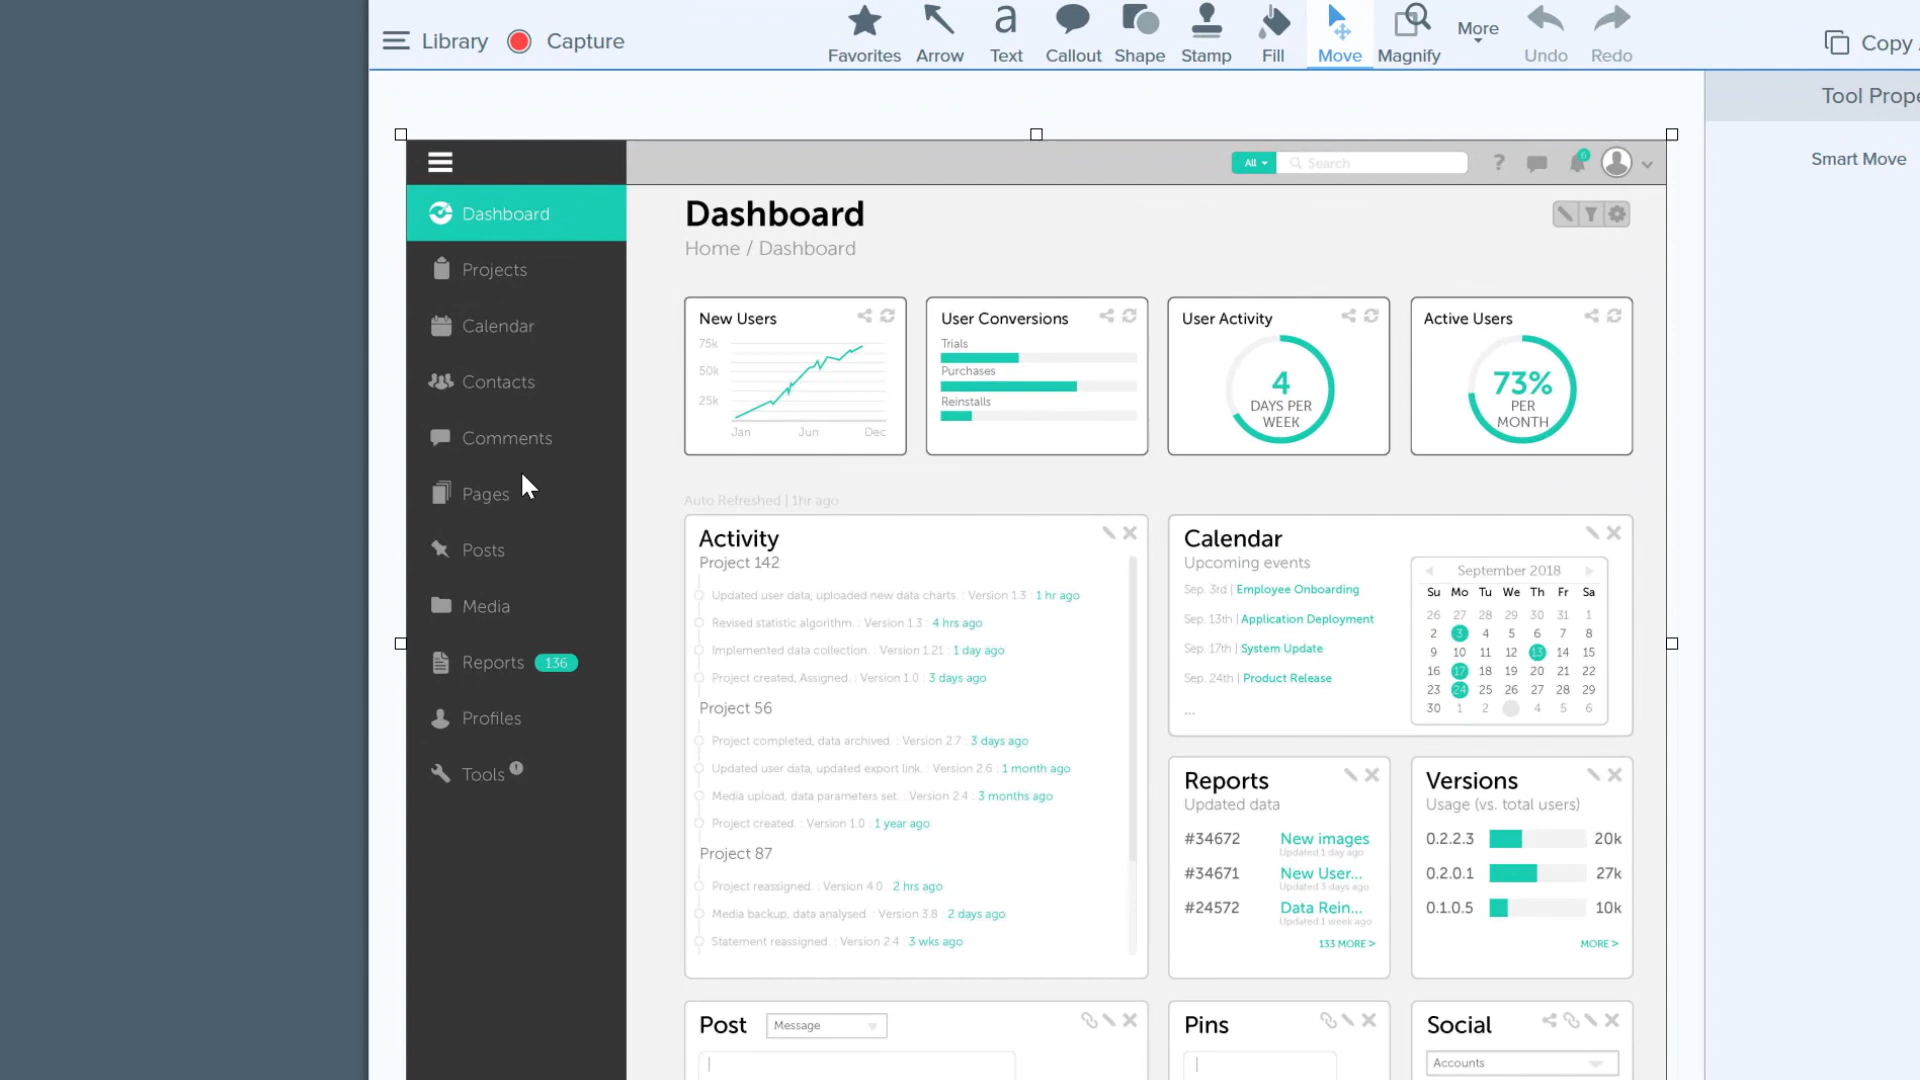 Library Capture
Favorites Arrow Text Callout Shape Stamp Fill Move Magnify More Undo Redo
Copy
Tool Prope
Smart Move
All Search ? 6
Dashboard
Projects
Calendar
Contacts
Comments
Pages
Posts
Media
Reports 136
Profiles
Tools
Dashboard
Home / Dashboard
New Users
75k
50k
25k
Jan Jun Dec
User Conversions
Trials
Purchases
Reinstalls
User Activity
4
DAYS PER
WEEK
Active Users
73%
PER
MONTH
Auto Refreshed | 1hr ago
Activity
Project 142
Updated user data, uploaded new data charts. : Version 1.3 : 1 hr ago
Revised statistic algorithm. : Version 1.3 : 4 hrs ago
Implemented data collection. : Version 1.21 : 1 day ago
Project created, Assigned. : Version 1.0 : 3 days ago
Project 56
Project completed, data archived. : Version 2.7 : 3 days ago
Updated user data, updated export link. : Version 2.6 : 1 month ago
Media upload, data parameters set. : Version 2.4 : 3 months ago
Project created. : Version 1.0 : 1 year ago
Project 87
Project reassigned. : Version 4.0 2 hrs ago
Media backup, data analysed. : Version 3.8 : 2 days ago
Statement reassigned. : Version 2.4 : 3 wks ago
Calendar
Upcoming events
Sep. 3rd | Employee Onboarding
Sep. 13th | Application Deployment
Sep. 17th | System Update
Sep. 24th | Product Release
...
September 2018
Su Mo Tu We Th Fr Sa
26 27 28 29 30 31 1
2 3 4 5 6 7 8
9 10 11 12 13 14 15
16 17 18 19 20 21 22
23 24 25 26 27 28 29
30 1 2 4 5 6
Reports
Updated data
#34672 New images
Updated 1 day ago
#34671 New User...
Updated 3 days ago
#24572 Data Rein...
Updated 1 week ago
133 MORE >
Versions
Usage (vs. total users)
0.2.2.3 20k
0.2.0.1 27k
0.1.0.5 10k
MORE >
Post Message
Pins
Social
Accounts